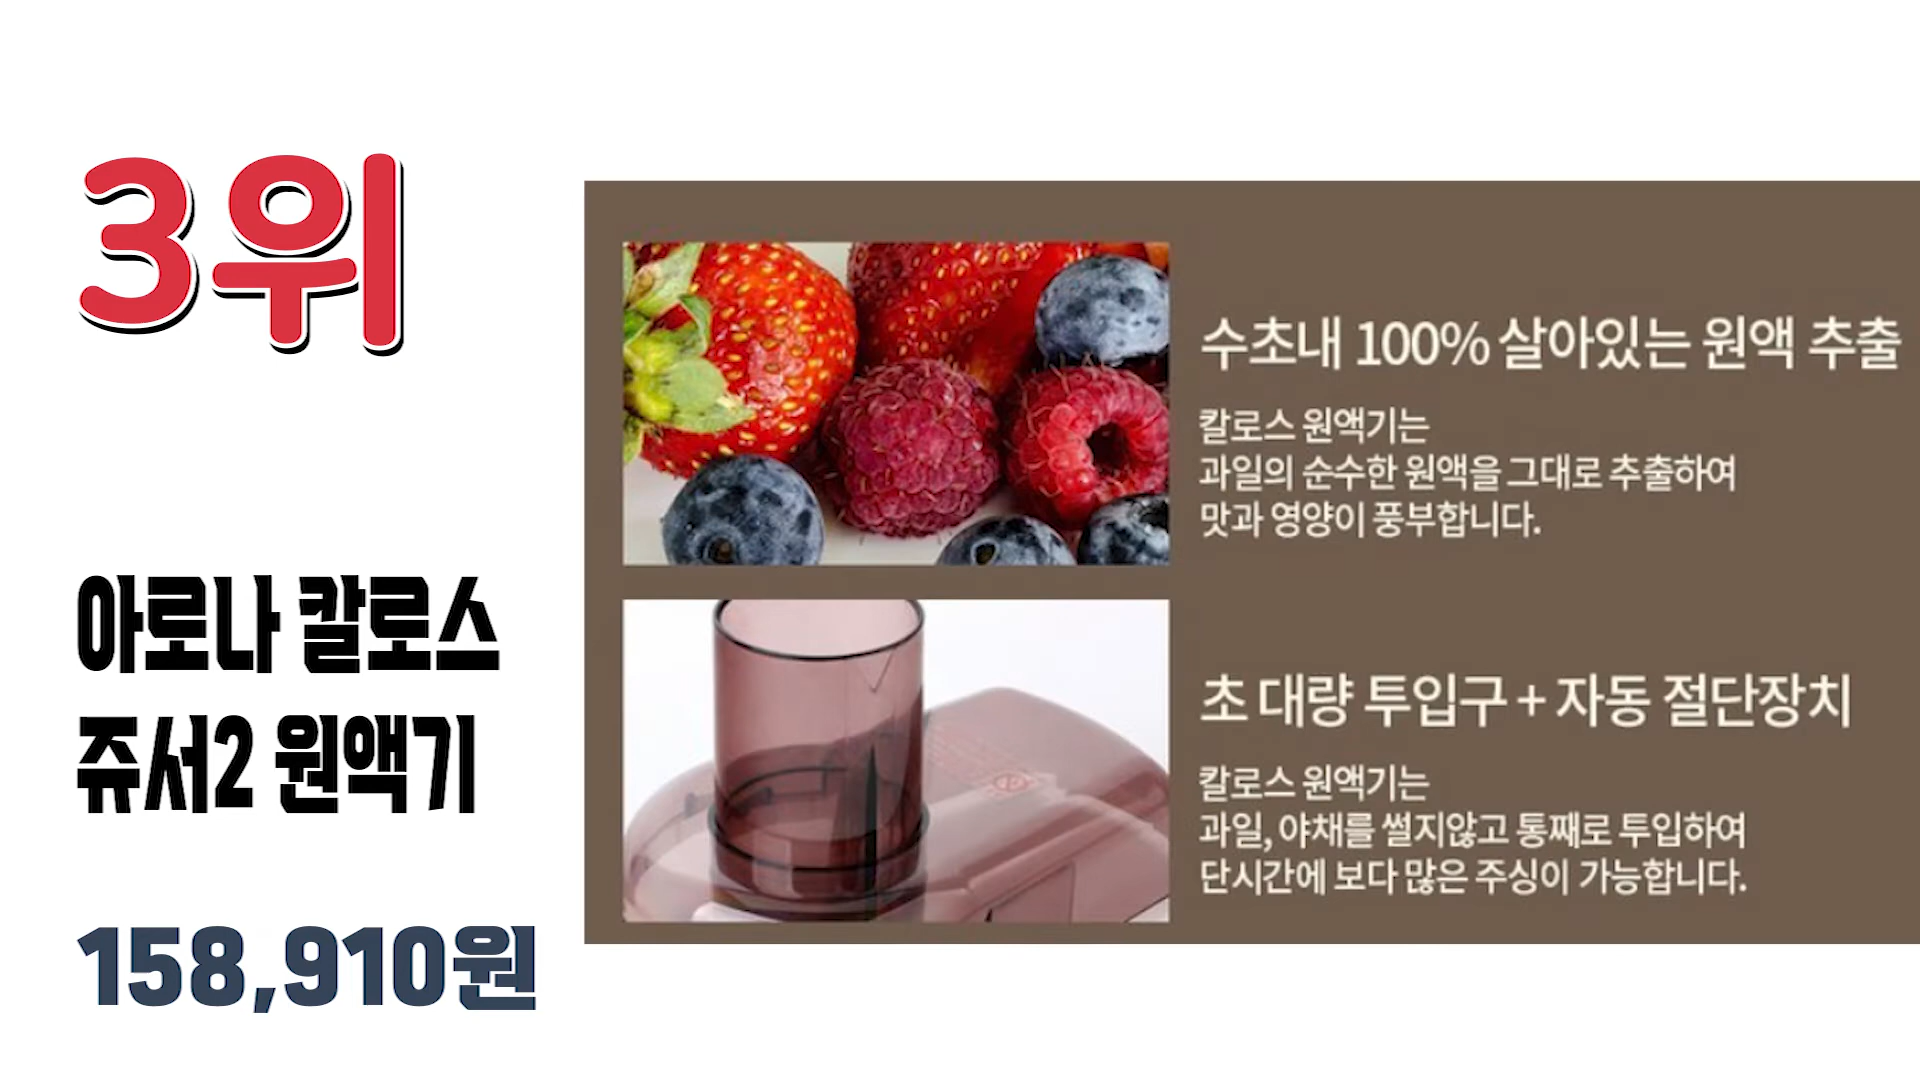 3위
아로나 칼로스
쥬서2 원액기
158,910원
수초내 100% 살아있는 원액 추출
칼로스 원액기는
과일의 순수한 원액을 그대로 추출하여
맛과 영양이 풍부합니다.
초 대량 투입구 + 자동 절단장치
칼로스 원액기는
과일, 야채를 썰지않고 통째로 투입하여
단시간에 보다 많은 주싱이 가능합니다.